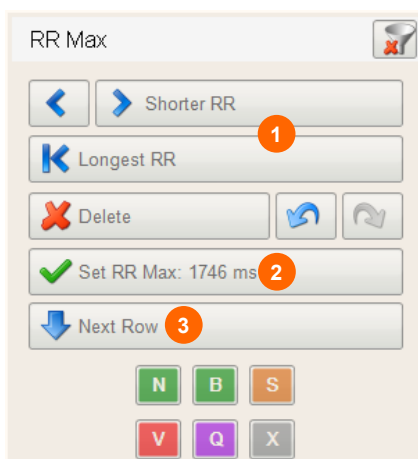 RR Max
Shorter RR
1
Longest RR
Delete
Set RR Max: 1746 ms 2
Next Row 3
N B S
V Q X